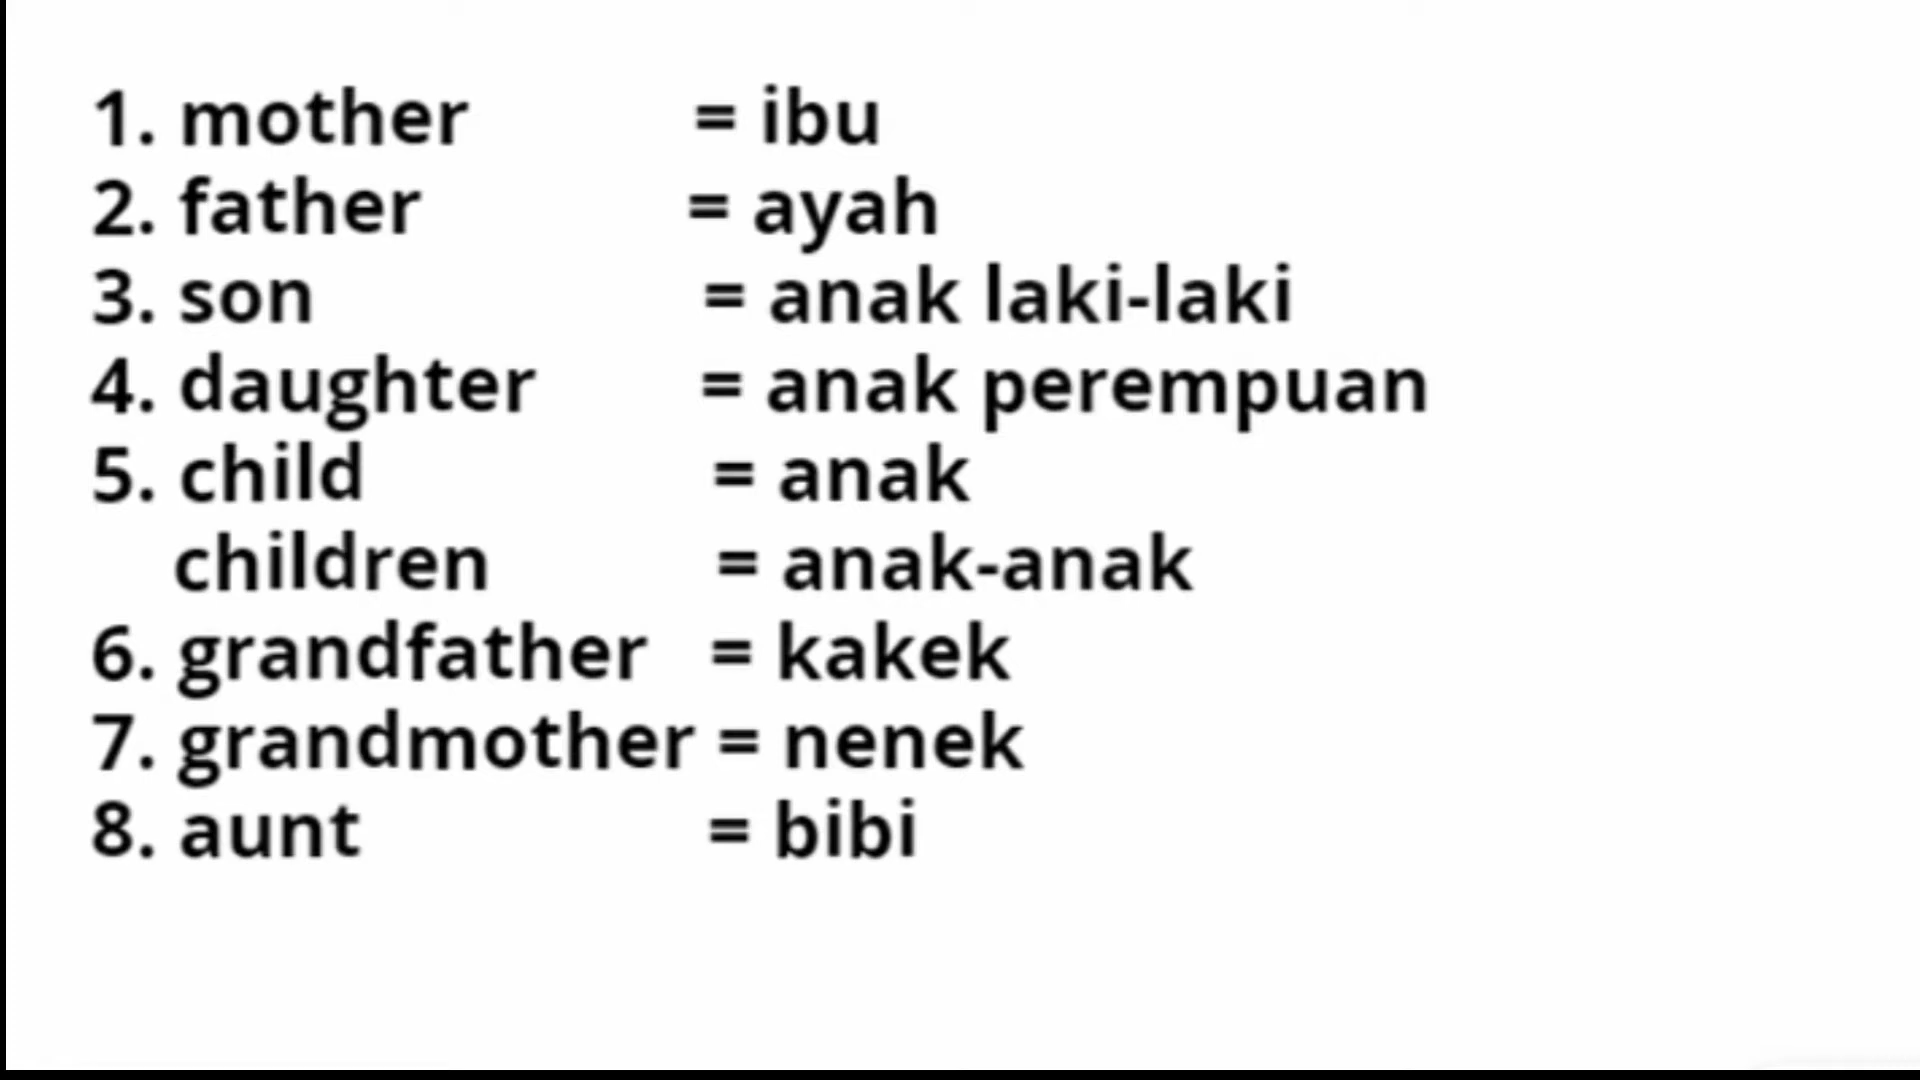 1. mother = ibu
2. father = ayah
3. son = anak laki-laki
4. daughter = anak perempuan
5. child = anak
children = anak-anak
6. grandfather = kakek
7. grandmother = nenek
8. aunt = bibi